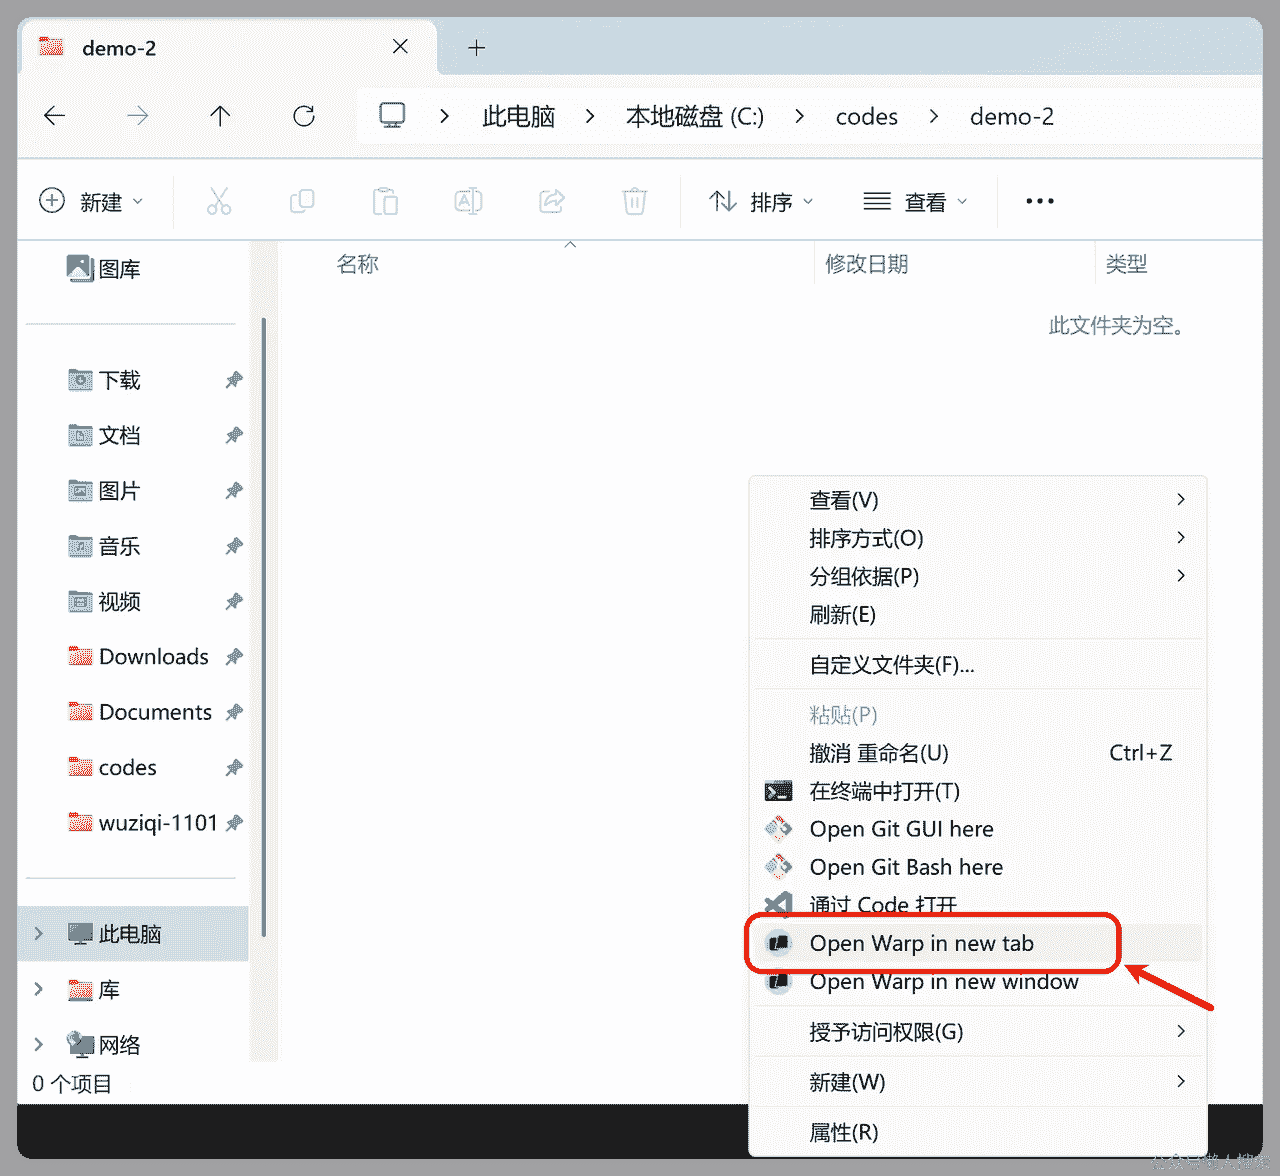 demo-2
此电脑 本地磁盘 (C:) codes demo-2
新建 排序 查看
名称 修改日期 类型
此文件夹为空。
图库
下载
文档
图片
音乐
视频
Downloads
Documents
codes
wuziqi-1101
此电脑
库
网络
0 个项目
查看(V)
排序方式(O)
分组依据(P)
刷新(E)
自定义文件夹(F)...
粘贴(P)
撤消 重命名(U) Ctrl+Z
在终端中打开(T)
Open Git GUI here
Open Git Bash here
通过 Code 打开
Open Warp in new tab
Open Warp in new window
授予访问权限(G)
新建(W)
属性(R)